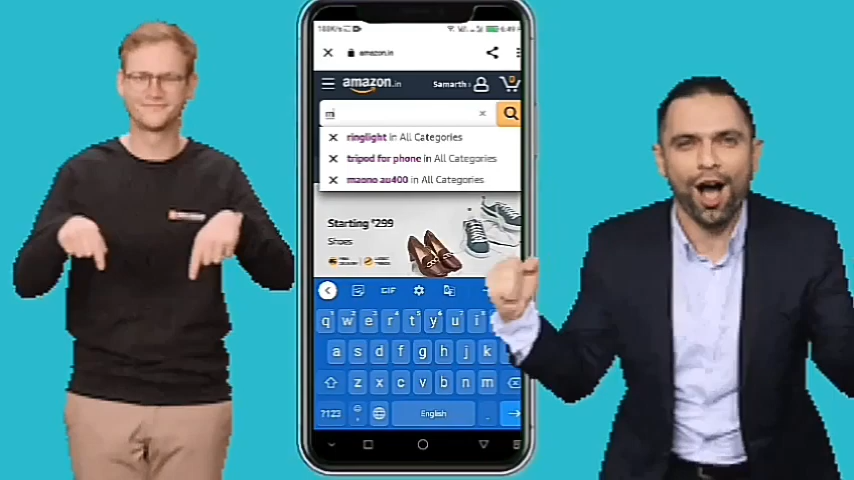 amazon.in
amazon.in
Samarth
mi
ringlight in All Categories
tripod for phone in All Categories
maono au400 in All Categories
Starting ₹299
Shoes
GIF
q w e r t y u i
a s d f g h j k
z x c v b n m
?123 English